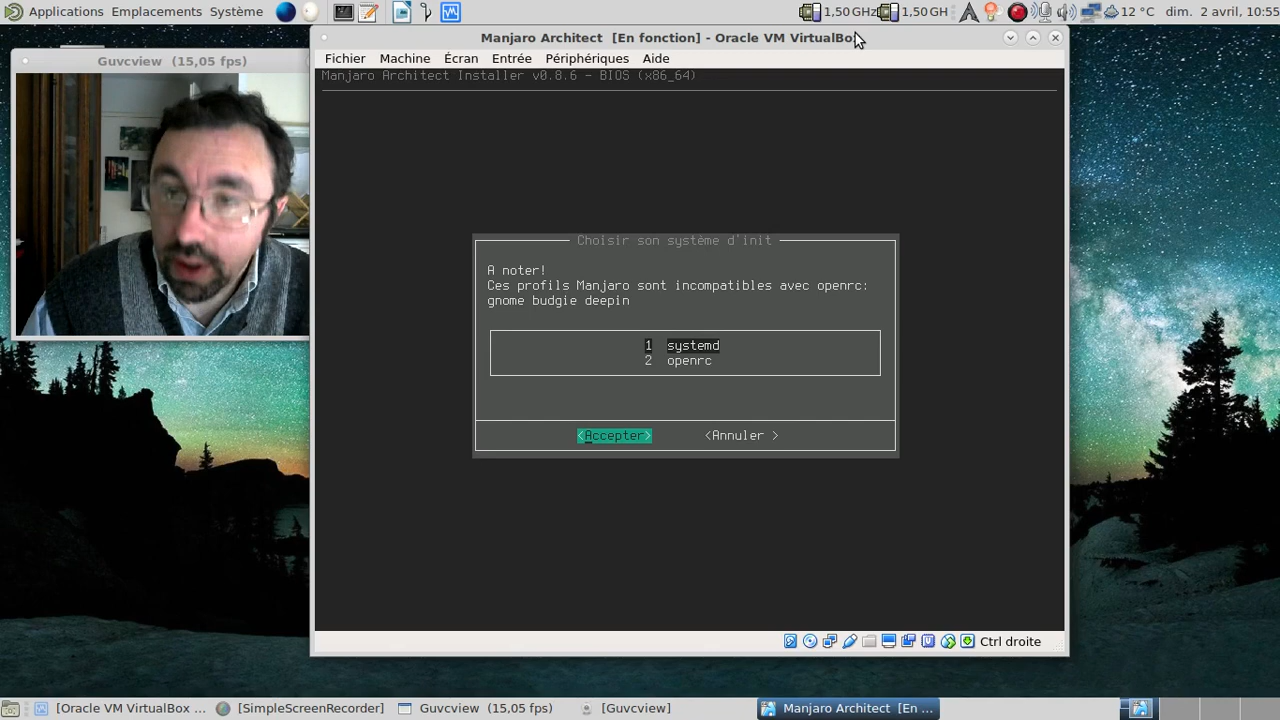 Applications Emplacements Système 1,50 GHz 1,50 GH 12 °C dim. 2 avril, 10:55
Guvcview (15,05 fps)
Manjaro Architect [En fonction] - Oracle VM VirtualBox
Fichier Machine Écran Entrée Périphériques Aide
Manjaro Architect Installer v0.8.6 - BIOS (x86_64)
Choisir son système d'init
A noter!
Ces profils Manjaro sont incompatibles avec openrc:
gnome budgie deepin
1 systemd
2 openrc
<Accepter> <Annuler >
Ctrl droite
[Oracle VM VirtualBox ... [SimpleScreenRecorder] Guvcview (15,05 fps) [Guvcview] Manjaro Architect [En ...